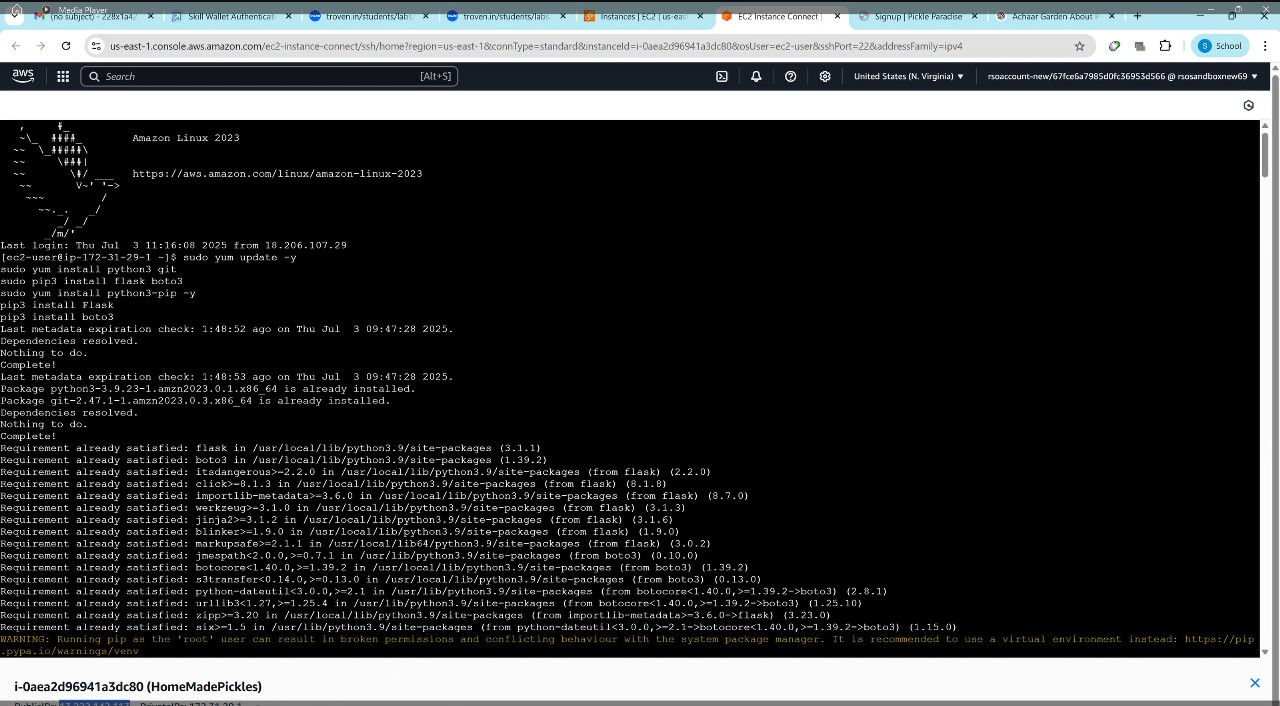 Media Player
(no subject) - 228x1a42
Skill Wallet Authentica
troven.in/students/labs
troven.in/students/labs
Instances | EC2 | us-eas
EC2 Instance Connect |
Signup | Pickle Paradise
Achaar Garden About P
us-east-1.console.aws.amazon.com/ec2-instance-connect/ssh/home?region=us-east-1&connType=standard&instanceId=i-0aea2d96941a3dc80&osUser=ec2-user&sshPort=22&addressFamily=ipv4
S School
aws
Search [Alt+S]
United States (N. Virginia) ▼
rsoaccount-new/67fce6a7985d0fc36953d566 @ rsosandboxnew69 ▼
, #_
~\_ ####_ Amazon Linux 2023
~~ \_#####\
~~ \###|
~~ \#/ ___ https://aws.amazon.com/linux/amazon-linux-2023
~~ V~' '->
~~~ /
~~._. _/
_/ _/
_/m/'
Last login: Thu Jul 3 11:16:08 2025 from 18.206.107.29
[ec2-user@ip-172-31-29-1 ~]$ sudo yum update -y
sudo yum install python3 git
sudo pip3 install flask boto3
sudo yum install python3-pip -y
pip3 install Flask
pip3 install boto3
Last metadata expiration check: 1:48:52 ago on Thu Jul 3 09:47:28 2025.
Dependencies resolved.
Nothing to do.
Complete!
Last metadata expiration check: 1:48:53 ago on Thu Jul 3 09:47:28 2025.
Package python3-3.9.23-1.amzn2023.0.1.x86_64 is already installed.
Package git-2.47.1-1.amzn2023.0.3.x86_64 is already installed.
Dependencies resolved.
Nothing to do.
Complete!
Requirement already satisfied: flask in /usr/local/lib/python3.9/site-packages (3.1.1)
Requirement already satisfied: boto3 in /usr/local/lib/python3.9/site-packages (1.39.2)
Requirement already satisfied: itsdangerous>=2.2.0 in /usr/local/lib/python3.9/site-packages (from flask) (2.2.0)
Requirement already satisfied: click>=8.1.3 in /usr/local/lib/python3.9/site-packages (from flask) (8.1.8)
Requirement already satisfied: importlib-metadata>=3.6.0 in /usr/local/lib/python3.9/site-packages (from flask) (8.7.0)
Requirement already satisfied: werkzeug>=3.1.0 in /usr/local/lib/python3.9/site-packages (from flask) (3.1.3)
Requirement already satisfied: jinja2>=3.1.2 in /usr/local/lib/python3.9/site-packages (from flask) (3.1.6)
Requirement already satisfied: blinker>=1.9.0 in /usr/local/lib/python3.9/site-packages (from flask) (1.9.0)
Requirement already satisfied: markupsafe>=2.1.1 in /usr/local/lib64/python3.9/site-packages (from flask) (3.0.2)
Requirement already satisfied: jmespath<2.0.0,>=0.7.1 in /usr/lib/python3.9/site-packages (from boto3) (0.10.0)
Requirement already satisfied: botocore<1.40.0,>=1.39.2 in /usr/local/lib/python3.9/site-packages (from boto3) (1.39.2)
Requirement already satisfied: s3transfer<0.14.0,>=0.13.0 in /usr/local/lib/python3.9/site-packages (from boto3) (0.13.0)
Requirement already satisfied: python-dateutil<3.0.0,>=2.1 in /usr/lib/python3.9/site-packages (from botocore<1.40.0,>=1.39.2->boto3) (2.8.1)
Requirement already satisfied: urllib3<1.27,>=1.25.4 in /usr/lib/python3.9/site-packages (from botocore<1.40.0,>=1.39.2->boto3) (1.25.10)
Requirement already satisfied: zipp>=3.20 in /usr/local/lib/python3.9/site-packages (from importlib-metadata>=3.6.0->flask) (3.23.0)
Requirement already satisfied: six>=1.5 in /usr/lib/python3.9/site-packages (from python-dateutil<3.0.0,>=2.1->botocore<1.40.0,>=1.39.2->boto3) (1.15.0)
WARNING: Running pip as the 'root' user can result in broken permissions and conflicting behaviour with the system package manager. It is recommended to use a virtual environment instead: https://pip
.pypa.io/warnings/venv
i-0aea2d96941a3dc80 (HomeMadePickles)